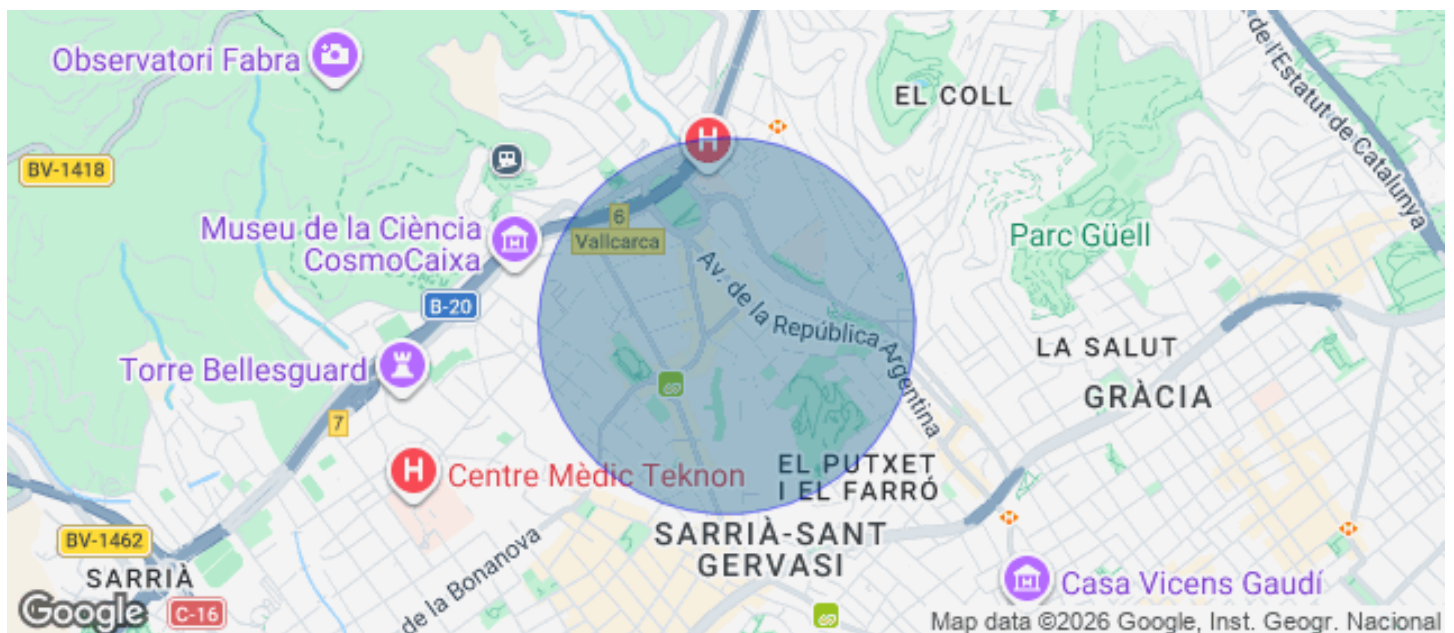 Observatori Fabra
BV-1418
H
EL COLL
de l'Estatut de Catalunya
Museu de la Ciència
CosmoCaixa
6
Vallcarca
Parc Güell
B-20
Av. de la República Argentina
Torre Bellesguard
LA SALUT
GRÀCIA
7
H
Centre Mèdic Teknon
EL PUTXET
I EL FARRÓ
BV-1462
SARRIÀ-SANT
GERVASI
SARRIÀ
de la Bonanova
Casa Vicens Gaudí
Google
C-16
Map data ©2026 Google, Inst. Geogr. Nacional